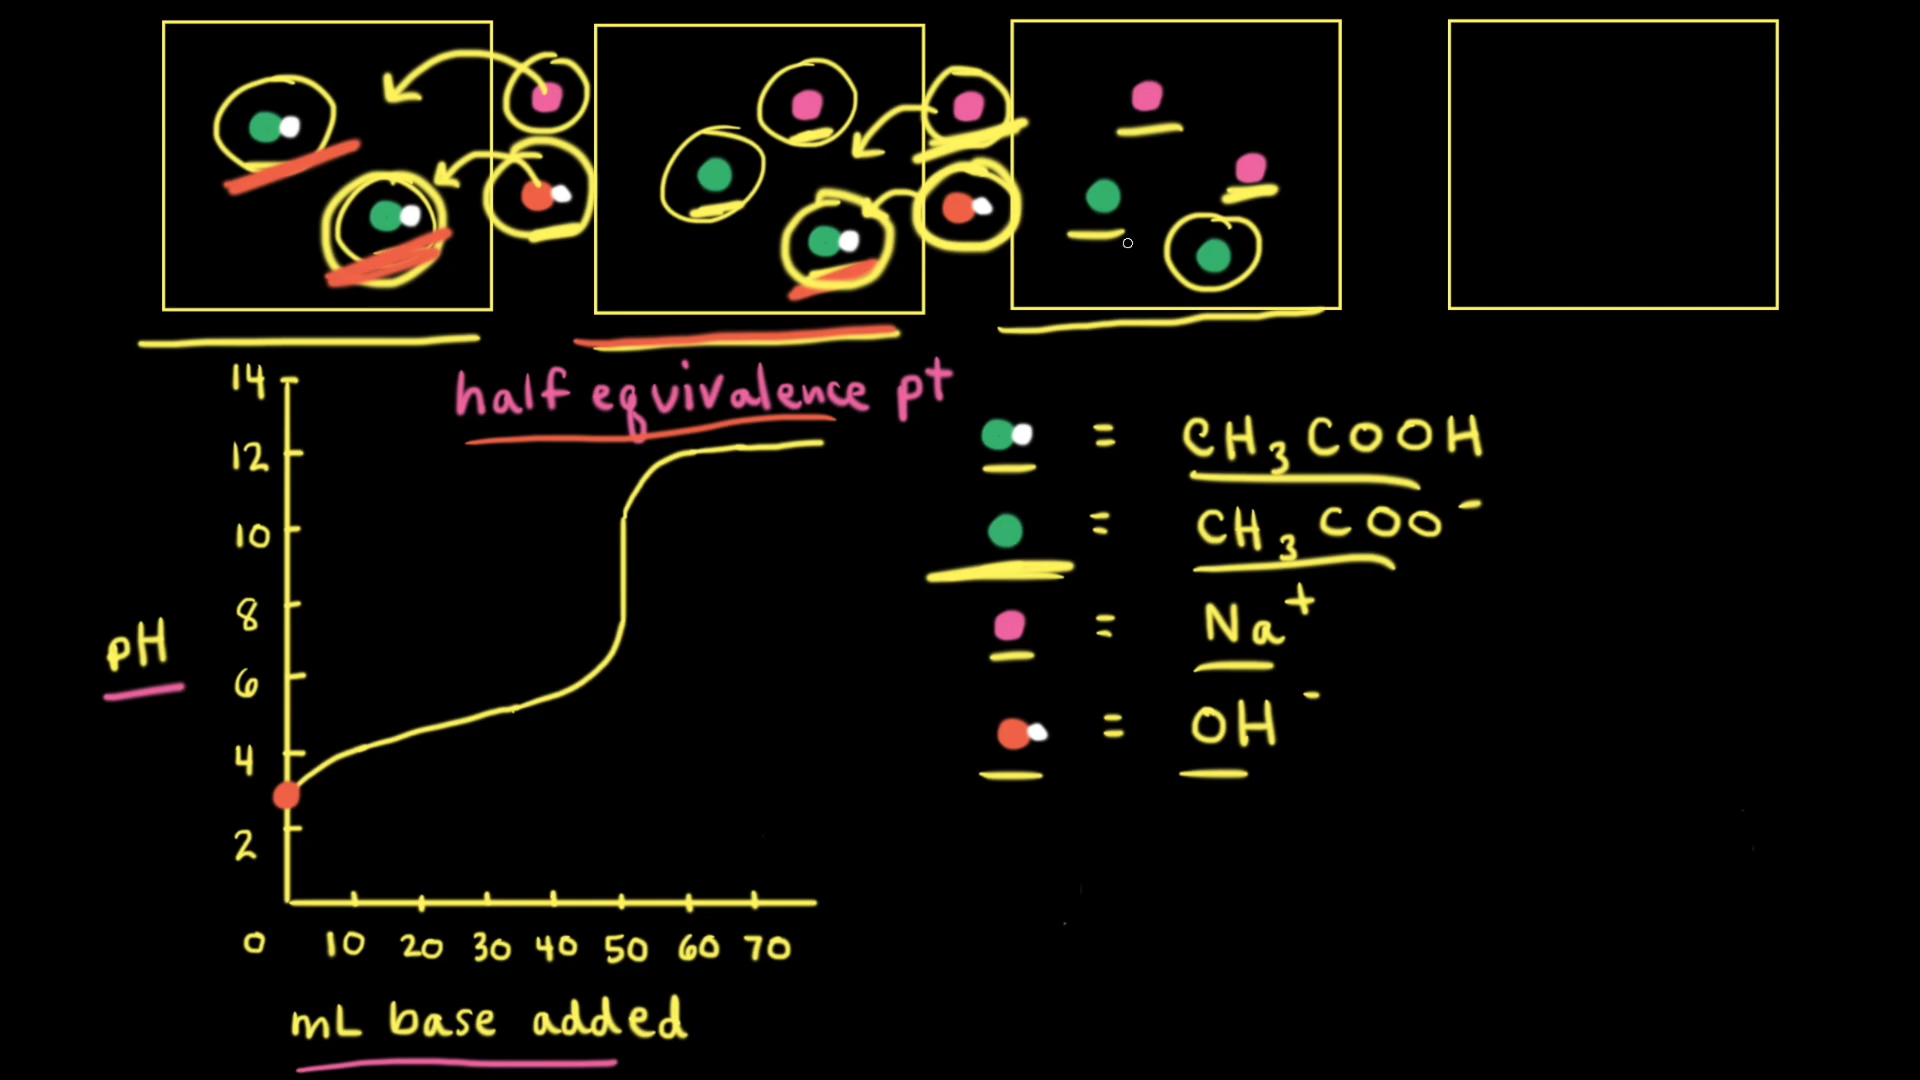 half equivalence pt
14
12
10
8
6
4
2
pH
0 10 20 30 40 50 60 70
mL base added
= CH₃COOH
= CH₃COO⁻
= Na⁺
= OH⁻